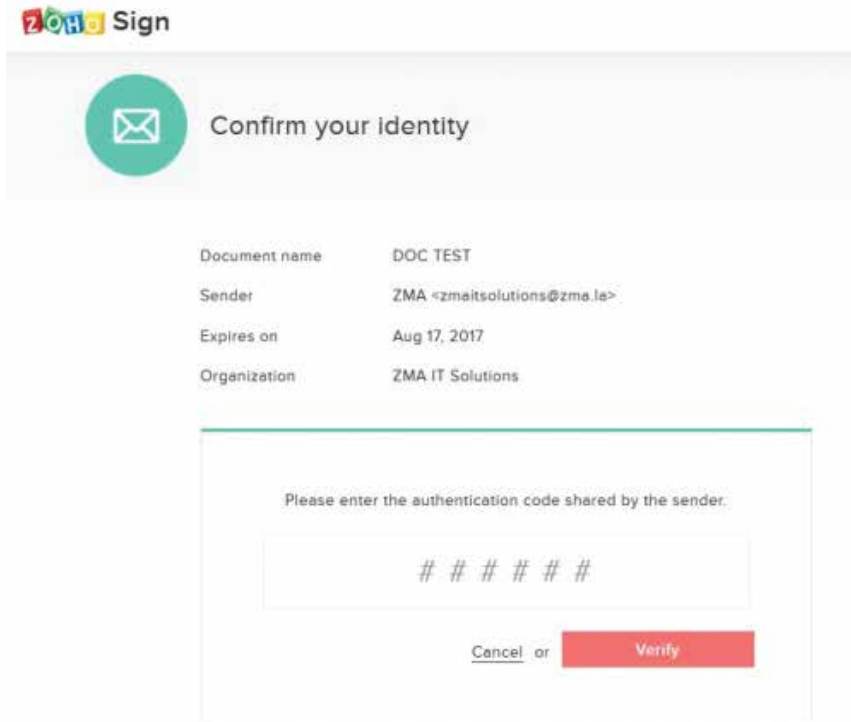 ZOHO Sign
Confirm your identity
Document name DOC TEST
Sender ZMA <zmaitsolutions@zma.la>
Expires on Aug 17, 2017
Organization ZMA IT Solutions
Please enter the authentication code shared by the sender.
# # # # # #
Cancel or Verify